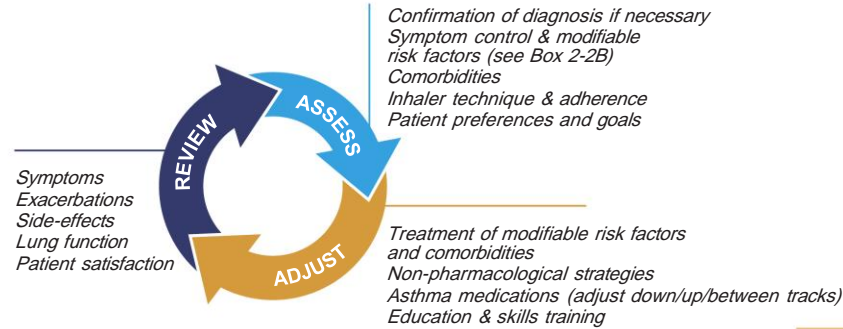 Confirmation of diagnosis if necessary
Symptom control & modifiable
risk factors (see Box 2-2B)
Comorbidities
Inhaler technique & adherence
Patient preferences and goals
ASSESS
REVIEW
Symptoms
Exacerbations
Side-effects
Lung function
Patient satisfaction
ADJUST
Treatment of modifiable risk factors
and comorbidities
Non-pharmacological strategies
Asthma medications (adjust down/up/between tracks)
Education & skills training